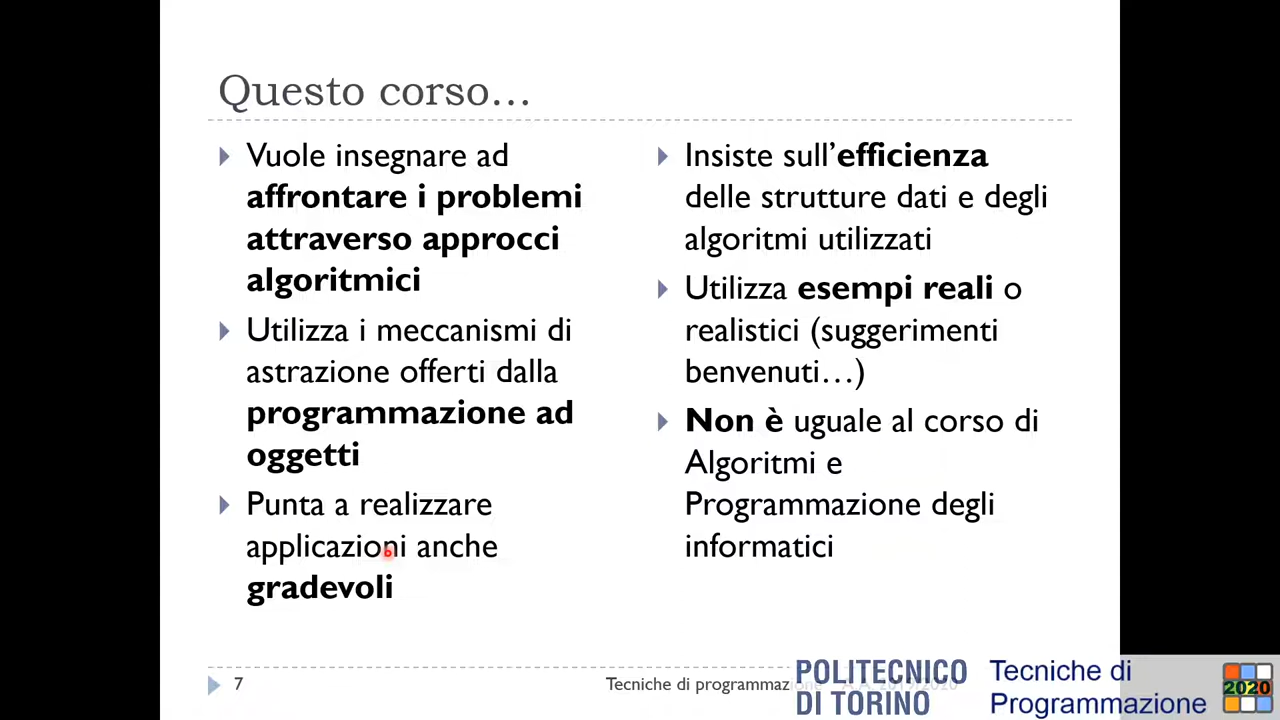 Questo corso…
Vuole insegnare ad
affrontare i problemi
attraverso approcci
algoritmici
Utilizza i meccanismi di
astrazione offerti dalla
programmazione ad
oggetti
Punta a realizzare
applicazioni anche
gradevoli
Insiste sull’efficienza
delle strutture dati e degli
algoritmi utilizzati
Utilizza esempi reali o
realistici (suggerimenti
benvenuti…)
Non è uguale al corso di
Algoritmi e
Programmazione degli
informatici
7
Tecniche di programmazione A.A. 2019/2020
POLITECNICO
DI TORINO
Tecniche di
Programmazione
2020